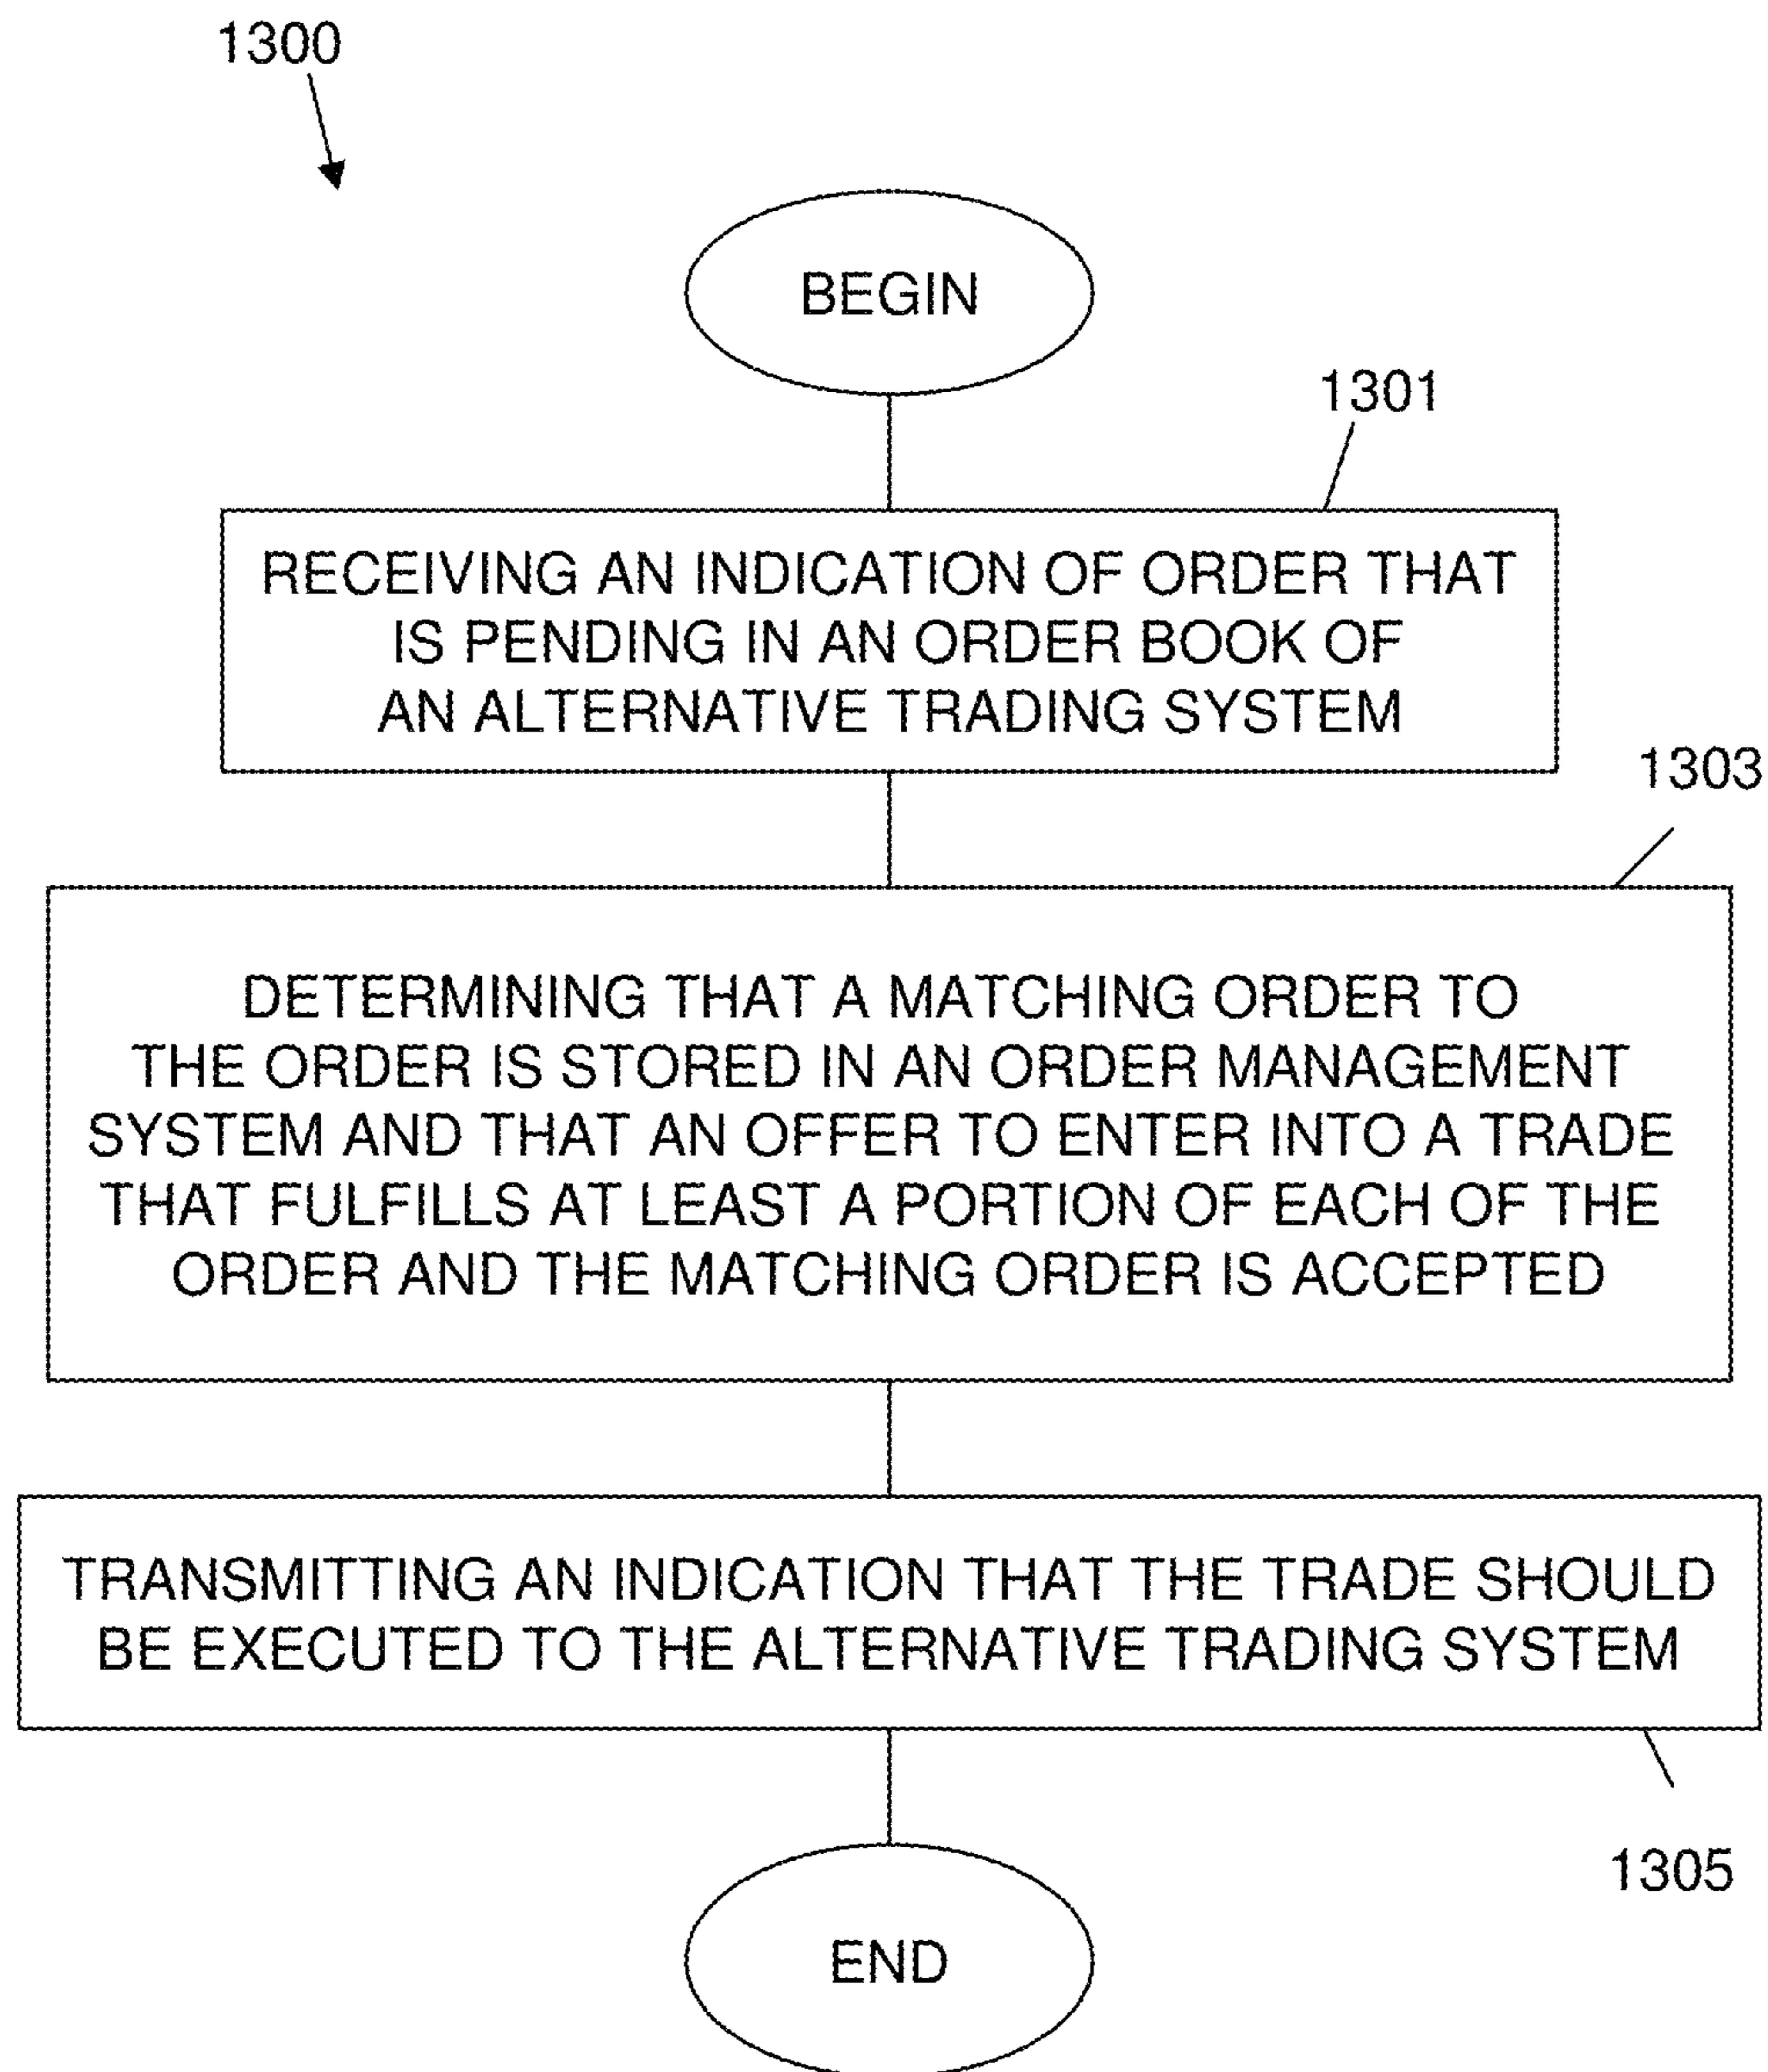 1300
BEGIN
1301
RECEIVING AN INDICATION OF ORDER THAT
IS PENDING IN AN ORDER BOOK OF
AN ALTERNATIVE TRADING SYSTEM
1303
DETERMINING THAT A MATCHING ORDER TO
THE ORDER IS STORED IN AN ORDER MANAGEMENT
SYSTEM AND THAT AN OFFER TO ENTER INTO A TRADE
THAT FULFILLS AT LEAST A PORTION OF EACH OF THE
ORDER AND THE MATCHING ORDER IS ACCEPTED
TRANSMITTING AN INDICATION THAT THE TRADE SHOULD
BE EXECUTED TO THE ALTERNATIVE TRADING SYSTEM
1305
END